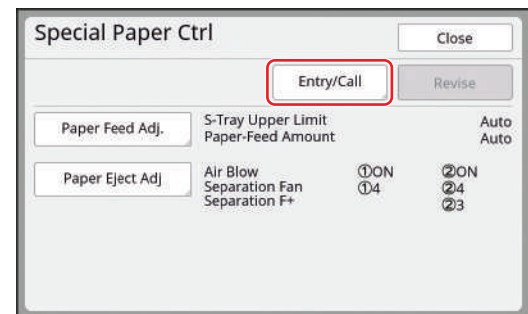 Special Paper Ctrl
Close
Entry/Call
Revise
Paper Feed Adj.
S-Tray Upper Limit Auto
Paper-Feed Amount Auto
Paper Eject Adj
Air Blow ①ON ②ON
Separation Fan ①4 ②4
Separation F+ ②3